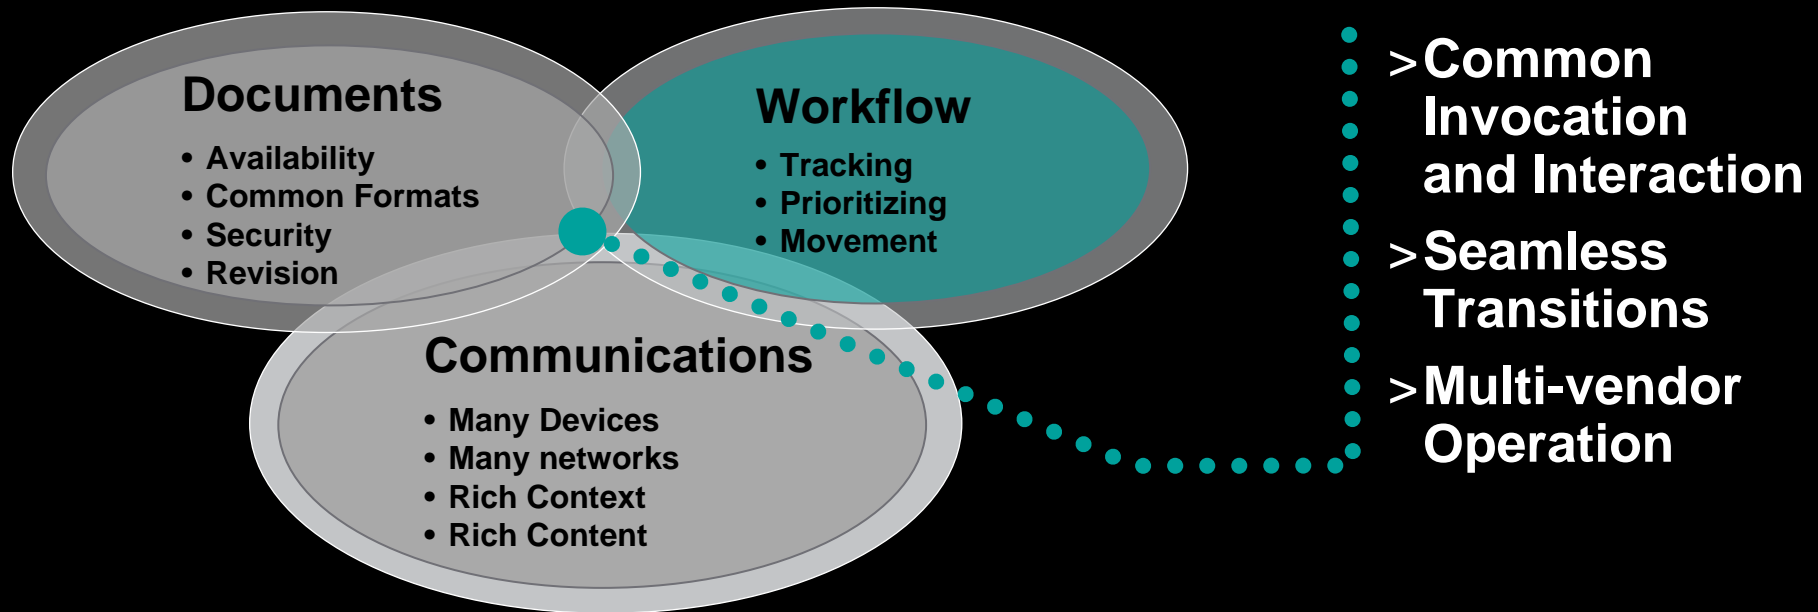 Documents
• Availability
• Common Formats
• Security
• Revision
Workflow
• Tracking
• Prioritizing
• Movement
Communications
• Many Devices
• Many networks
• Rich Context
• Rich Content
>Common
Invocation
and Interaction
>Seamless
Transitions
>Multi-vendor
Operation